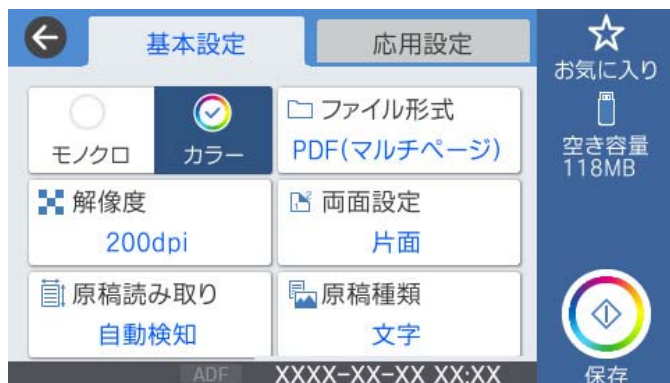 基本設定
応用設定
お気に入り
モノクロ
カラー
ファイル形式
PDF(マルチページ)
空き容量
118MB
解像度
200dpi
両面設定
片面
原稿読み取り
自動検知
原稿種類
文字
ADF
XXXX-XX-XX XX:XX
保存